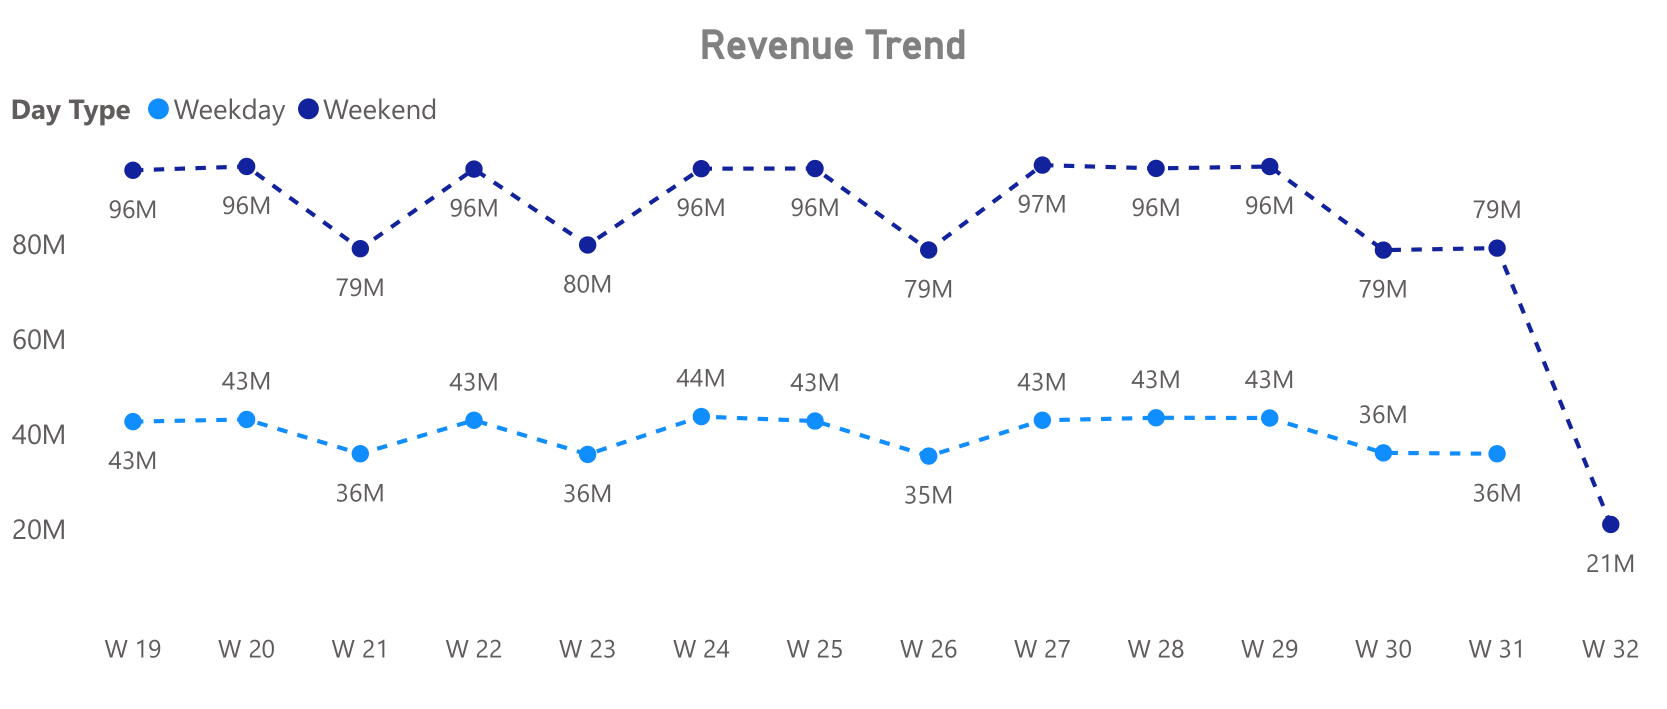 Revenue Trend
Day Type Weekday Weekend
96M 96M 79M 96M 80M 96M 96M 79M 97M 96M 96M 79M 79M 21M
43M 43M 36M 43M 36M 44M 43M 35M 43M 43M 43M 36M 36M
80M
60M
40M
20M
W 19 W 20 W 21 W 22 W 23 W 24 W 25 W 26 W 27 W 28 W 29 W 30 W 31 W 32